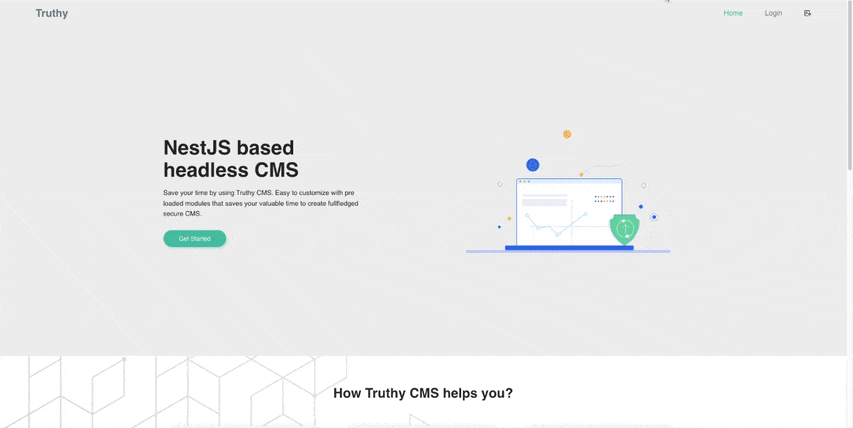 Truthy
Home
Login
NestJS based
headless CMS
Save your time by using Truthy CMS. Easy to customize with pre
loaded modules that saves your valuable time to create fullfledged
secure CMS.
Get Started
How Truthy CMS helps you?